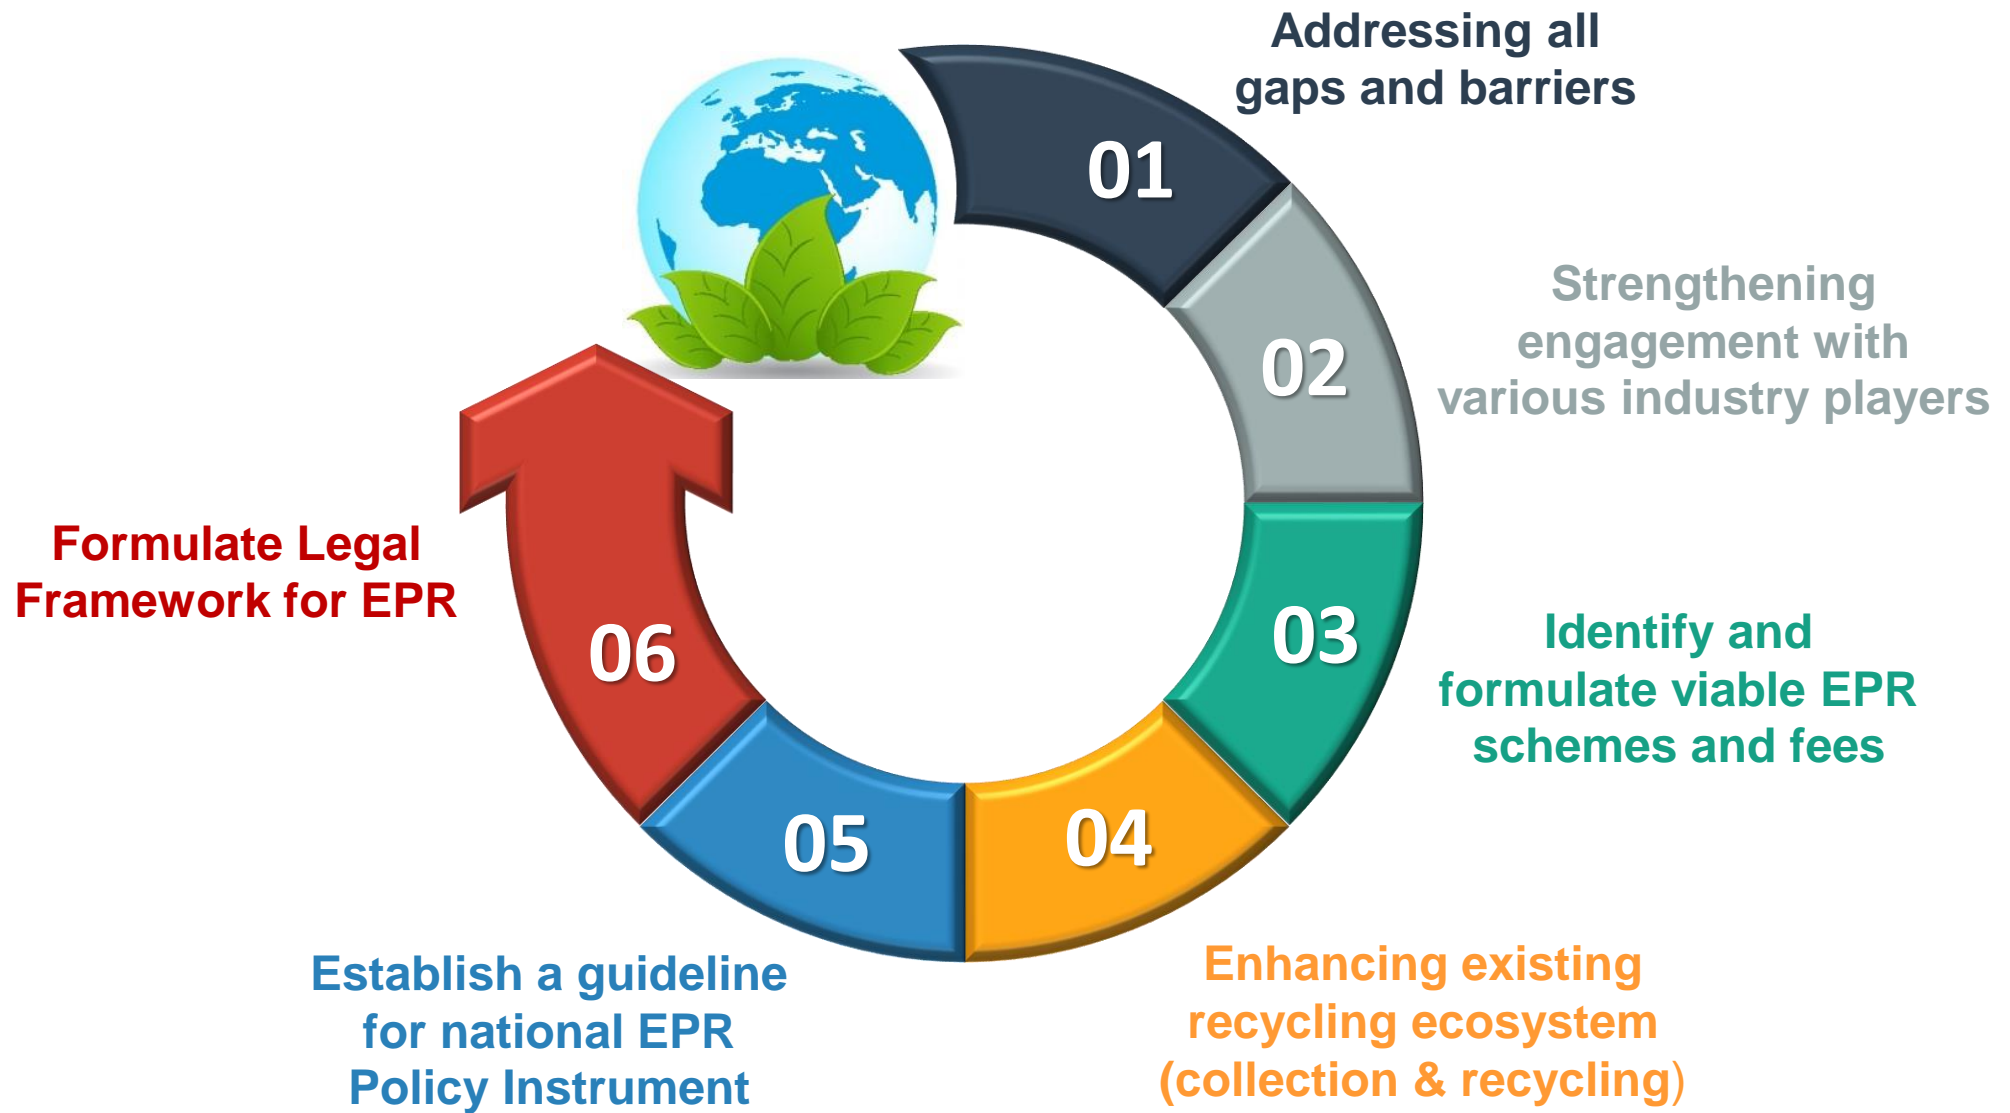 Addressing all
gaps and barriers
01
Strengthening
engagement with
various industry players
02
Identify and
formulate viable EPR
schemes and fees
03
Enhancing existing
recycling ecosystem
(collection & recycling)
04
Establish a guideline
for national EPR
Policy Instrument
05
Formulate Legal
Framework for EPR
06